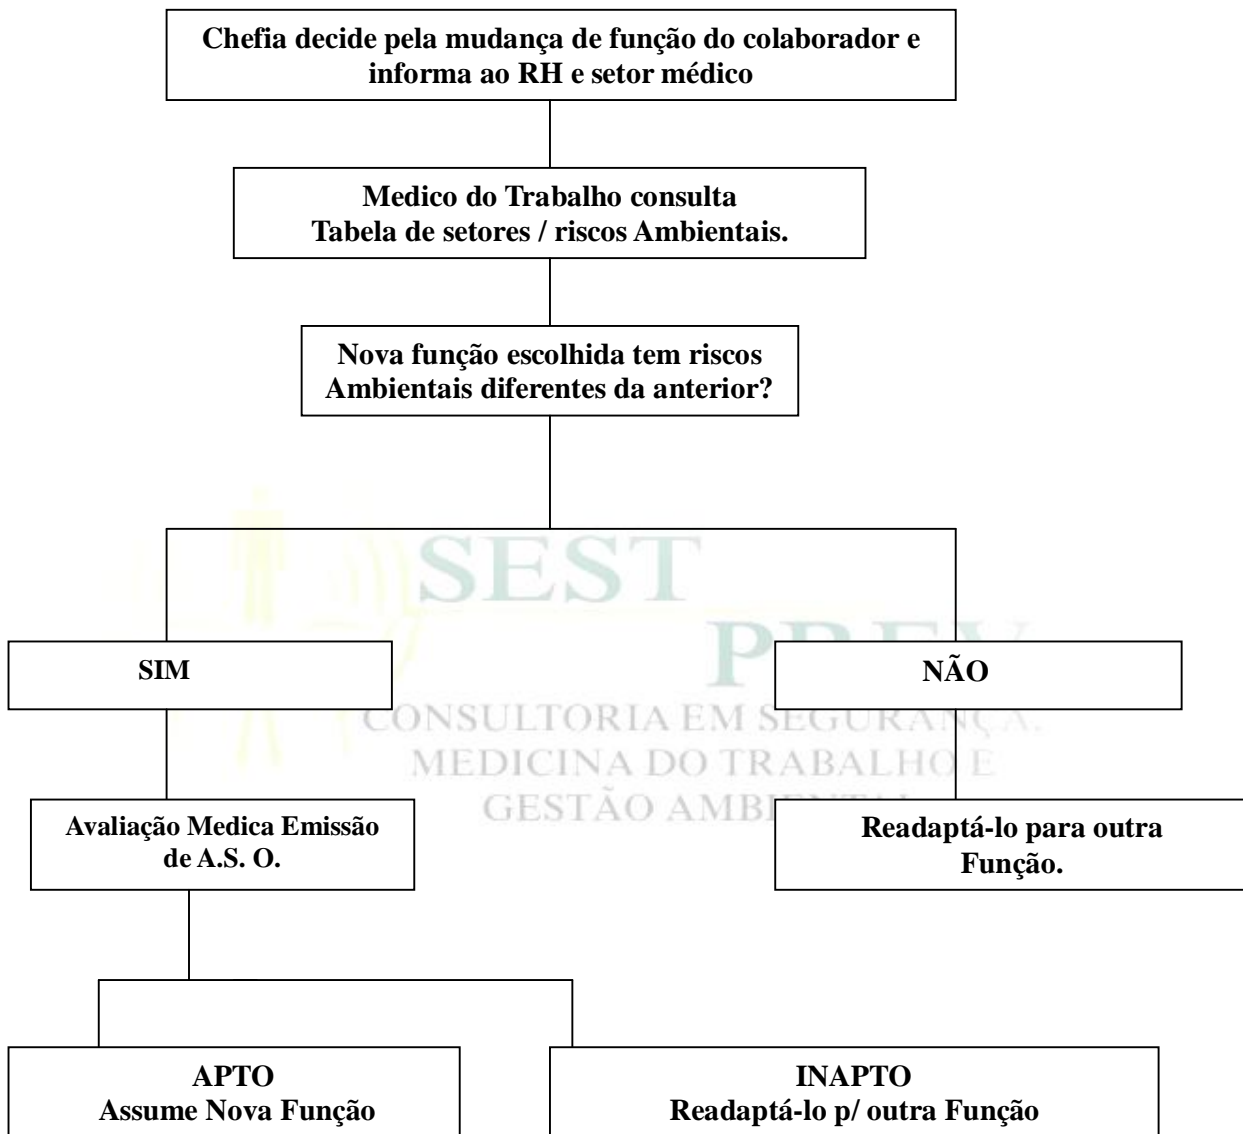 Chefia decide pela mudança de função do colaborador e
informa ao RH e setor médico
Medico do Trabalho consulta
Tabela de setores / riscos Ambientais.
Nova função escolhida tem riscos
Ambientais diferentes da anterior?
SEST
PREV
SIM
NÃO
CONSULTORIA EM SEGURANÇA,
MEDICINA DO TRABALHO E
GESTÃO AMBIENTAL
Avaliação Medica Emissão
de A.S. O.
Readaptá-lo para outra
Função.
APTO
Assume Nova Função
INAPTO
Readaptá-lo p/ outra Função